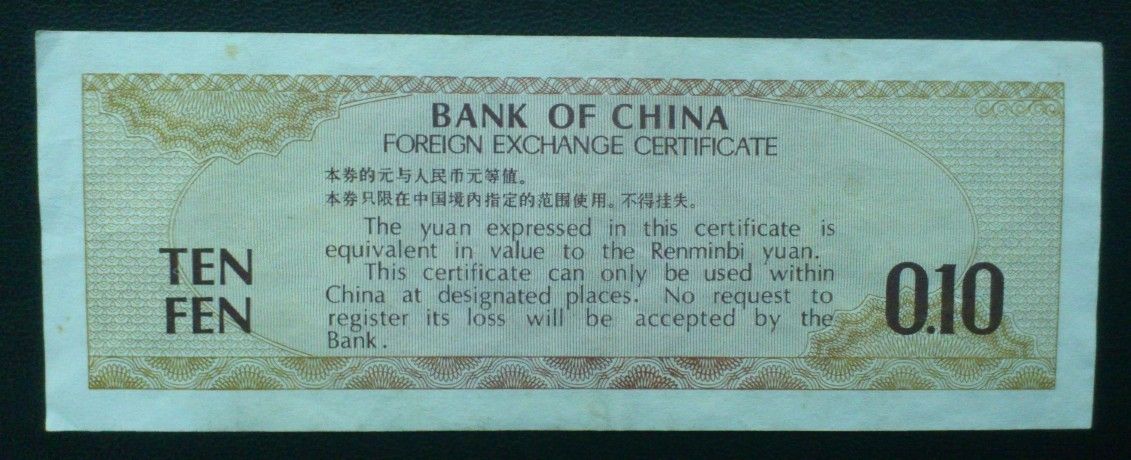 BANK OF CHINA
FOREIGN EXCHANGE CERTIFICATE
本券的元与人民币元等值。
本券只限在中国境内指定的范围使用。不得挂失。
The yuan expressed in this certificate is
equivalent in value to the Renminbi yuan.
This certificate can only be used within
China at designated places. No request to
register its loss will be accepted by the
Bank.
TEN
FEN
0.10